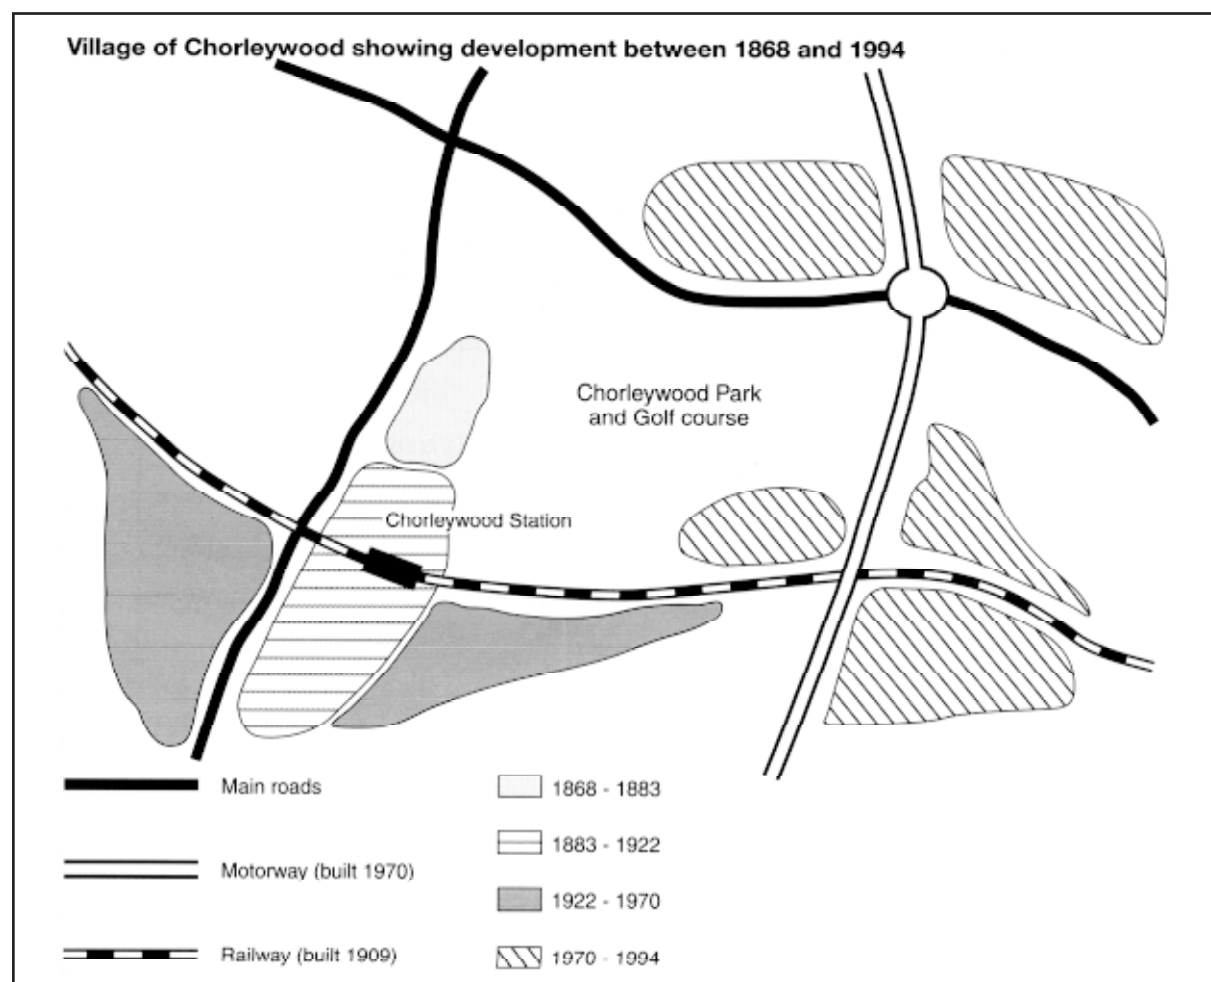 Village of Chorleywood showing development between 1868 and 1994
Chorleywood Park
and Golf course
Chorleywood Station
Main roads
Motorway (built 1970)
Railway (built 1909)
1868 - 1883
1883 - 1922
1922 - 1970
1970 - 1994